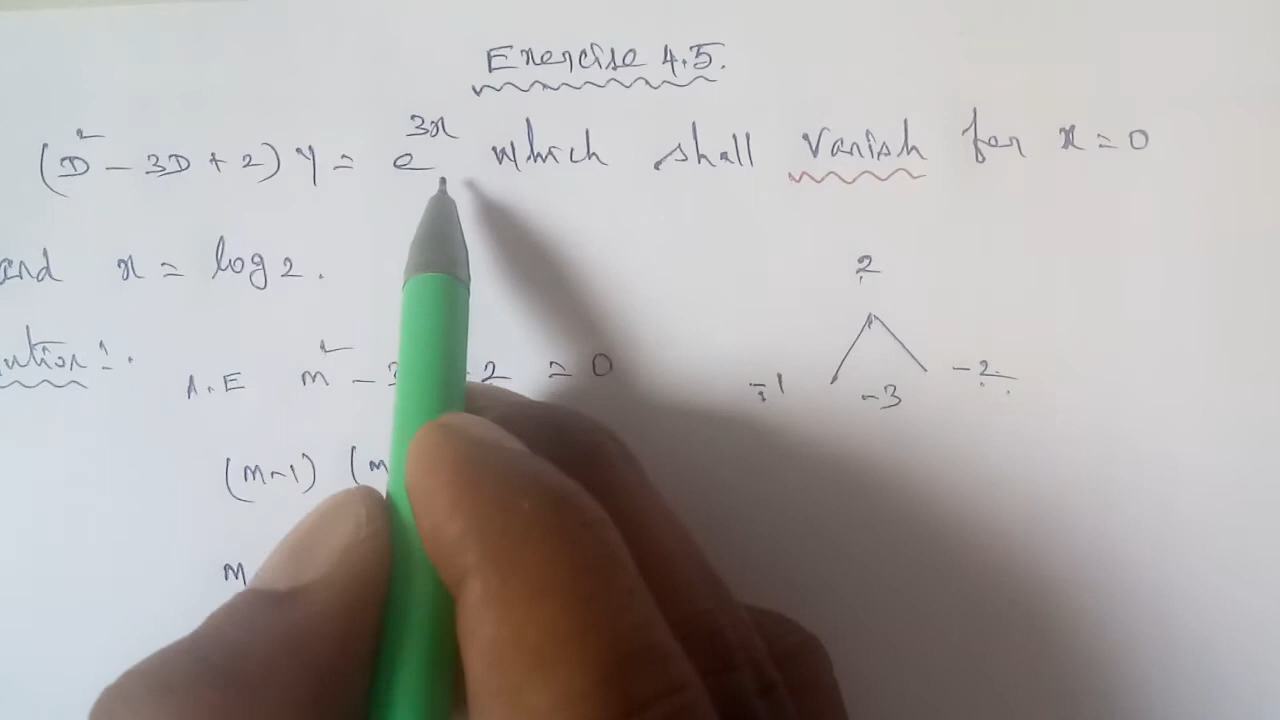 Exercise 4.5.
(D² - 3D + 2) y = e^{3x} which shall vanish for x = 0
and x = log 2.
A.E m² - 3 2 = 0
2
-1 -3 -2
(m-1) (m
m